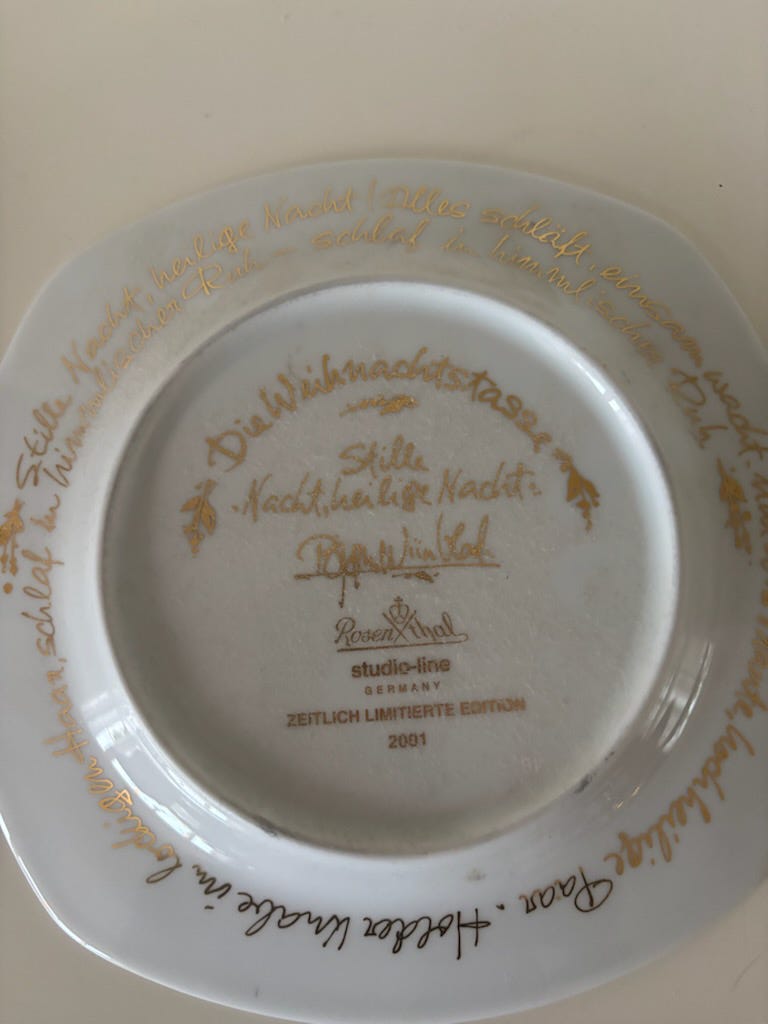 Stille Nacht, heilige Nacht! Alles schläft, einsam wacht, nur das traute, hochheilige Paar. Holder Knabe im lockigen Haar, schlaf in himmlischer Ruh – schlaf in himmlischer Ruh
Die Weihnachtstasse
Stille
Nacht, heilige Nacht
Bjørn Wiinblad
Rosenthal
studio-line
GERMANY
ZEITLICH LIMITIERTE EDITION
2001